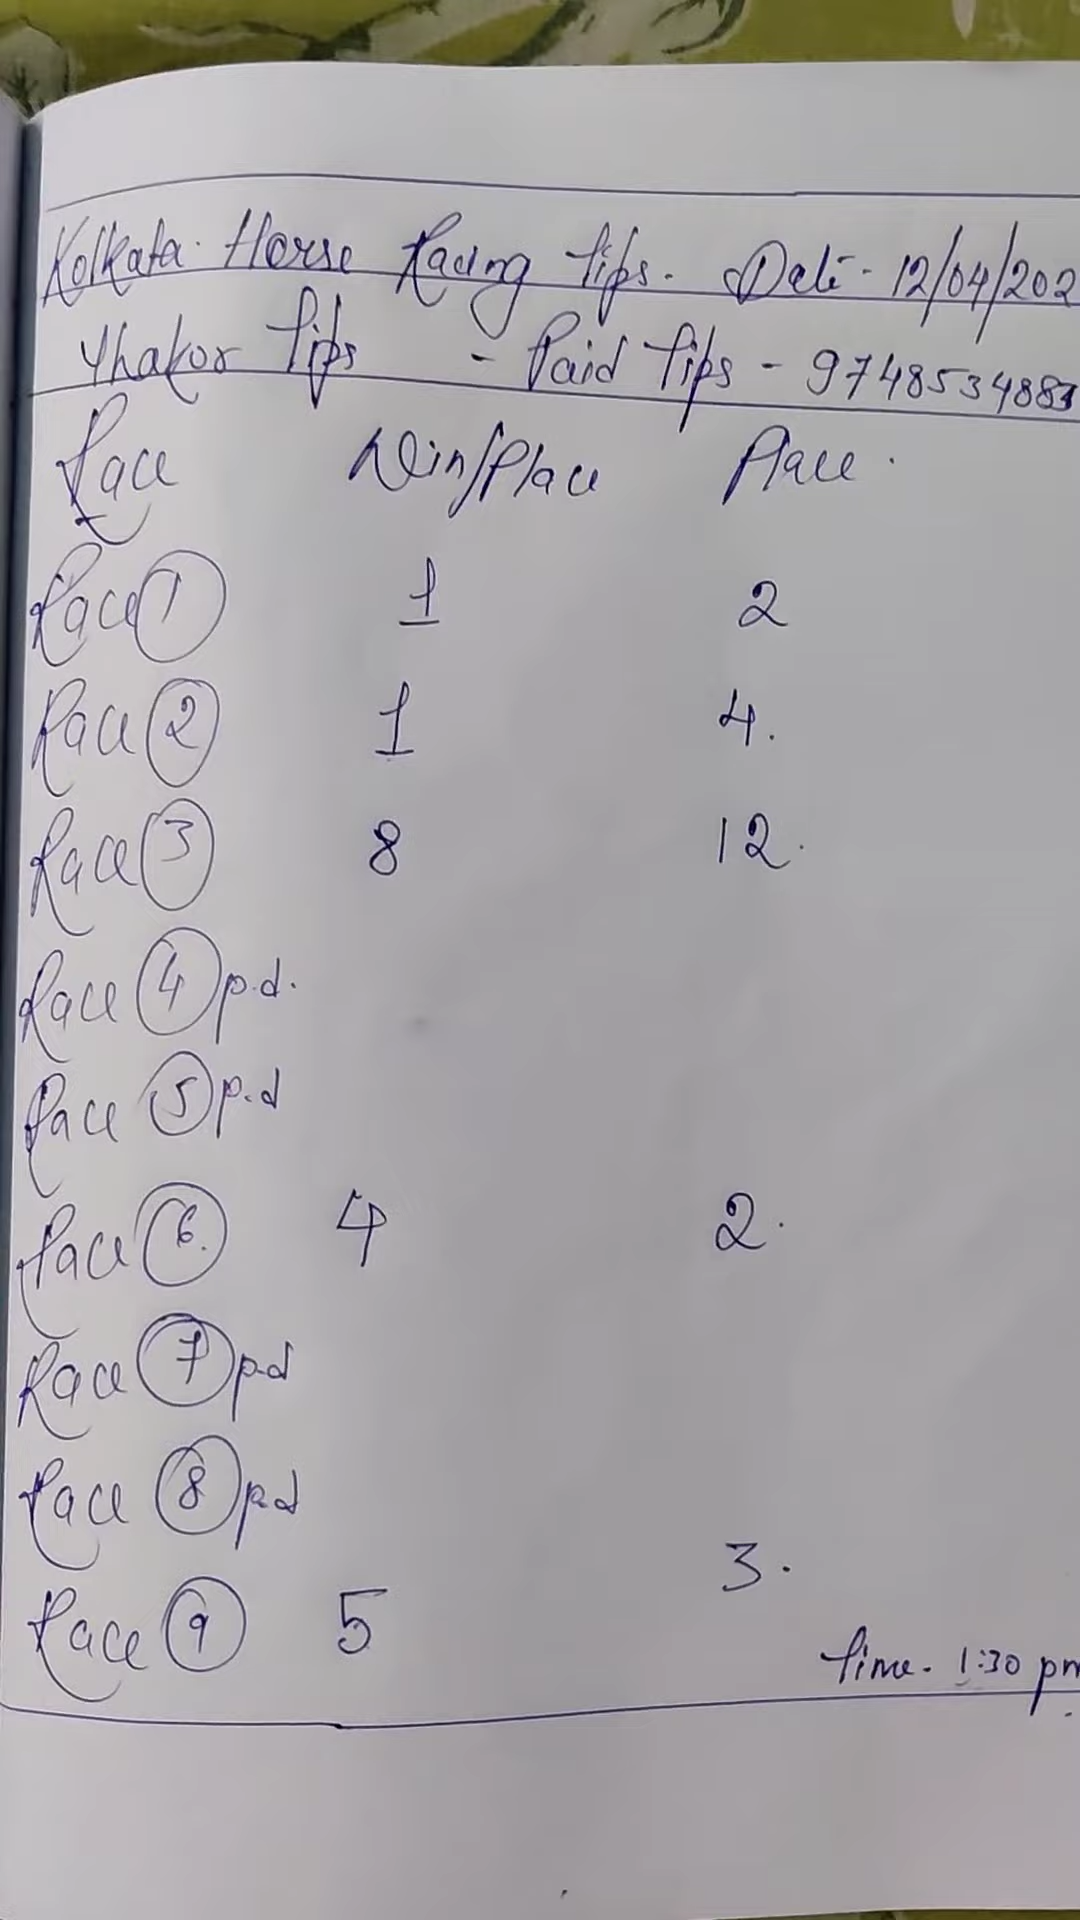 Kolkata Horse Racing Tips. Date - 12/04/202
Thakor Tips - Paid Tips - 9748534883
Race Win/Place Place.
Race 1 1 2
Race 2 1 4.
Race 3 8 12.
Race 4 p.d.
Race 5 p.d
Race 6. 4 2.
Race 7 p.d
Race 8 p.d
Race 9 5 3.
Time. 1:30 pm.